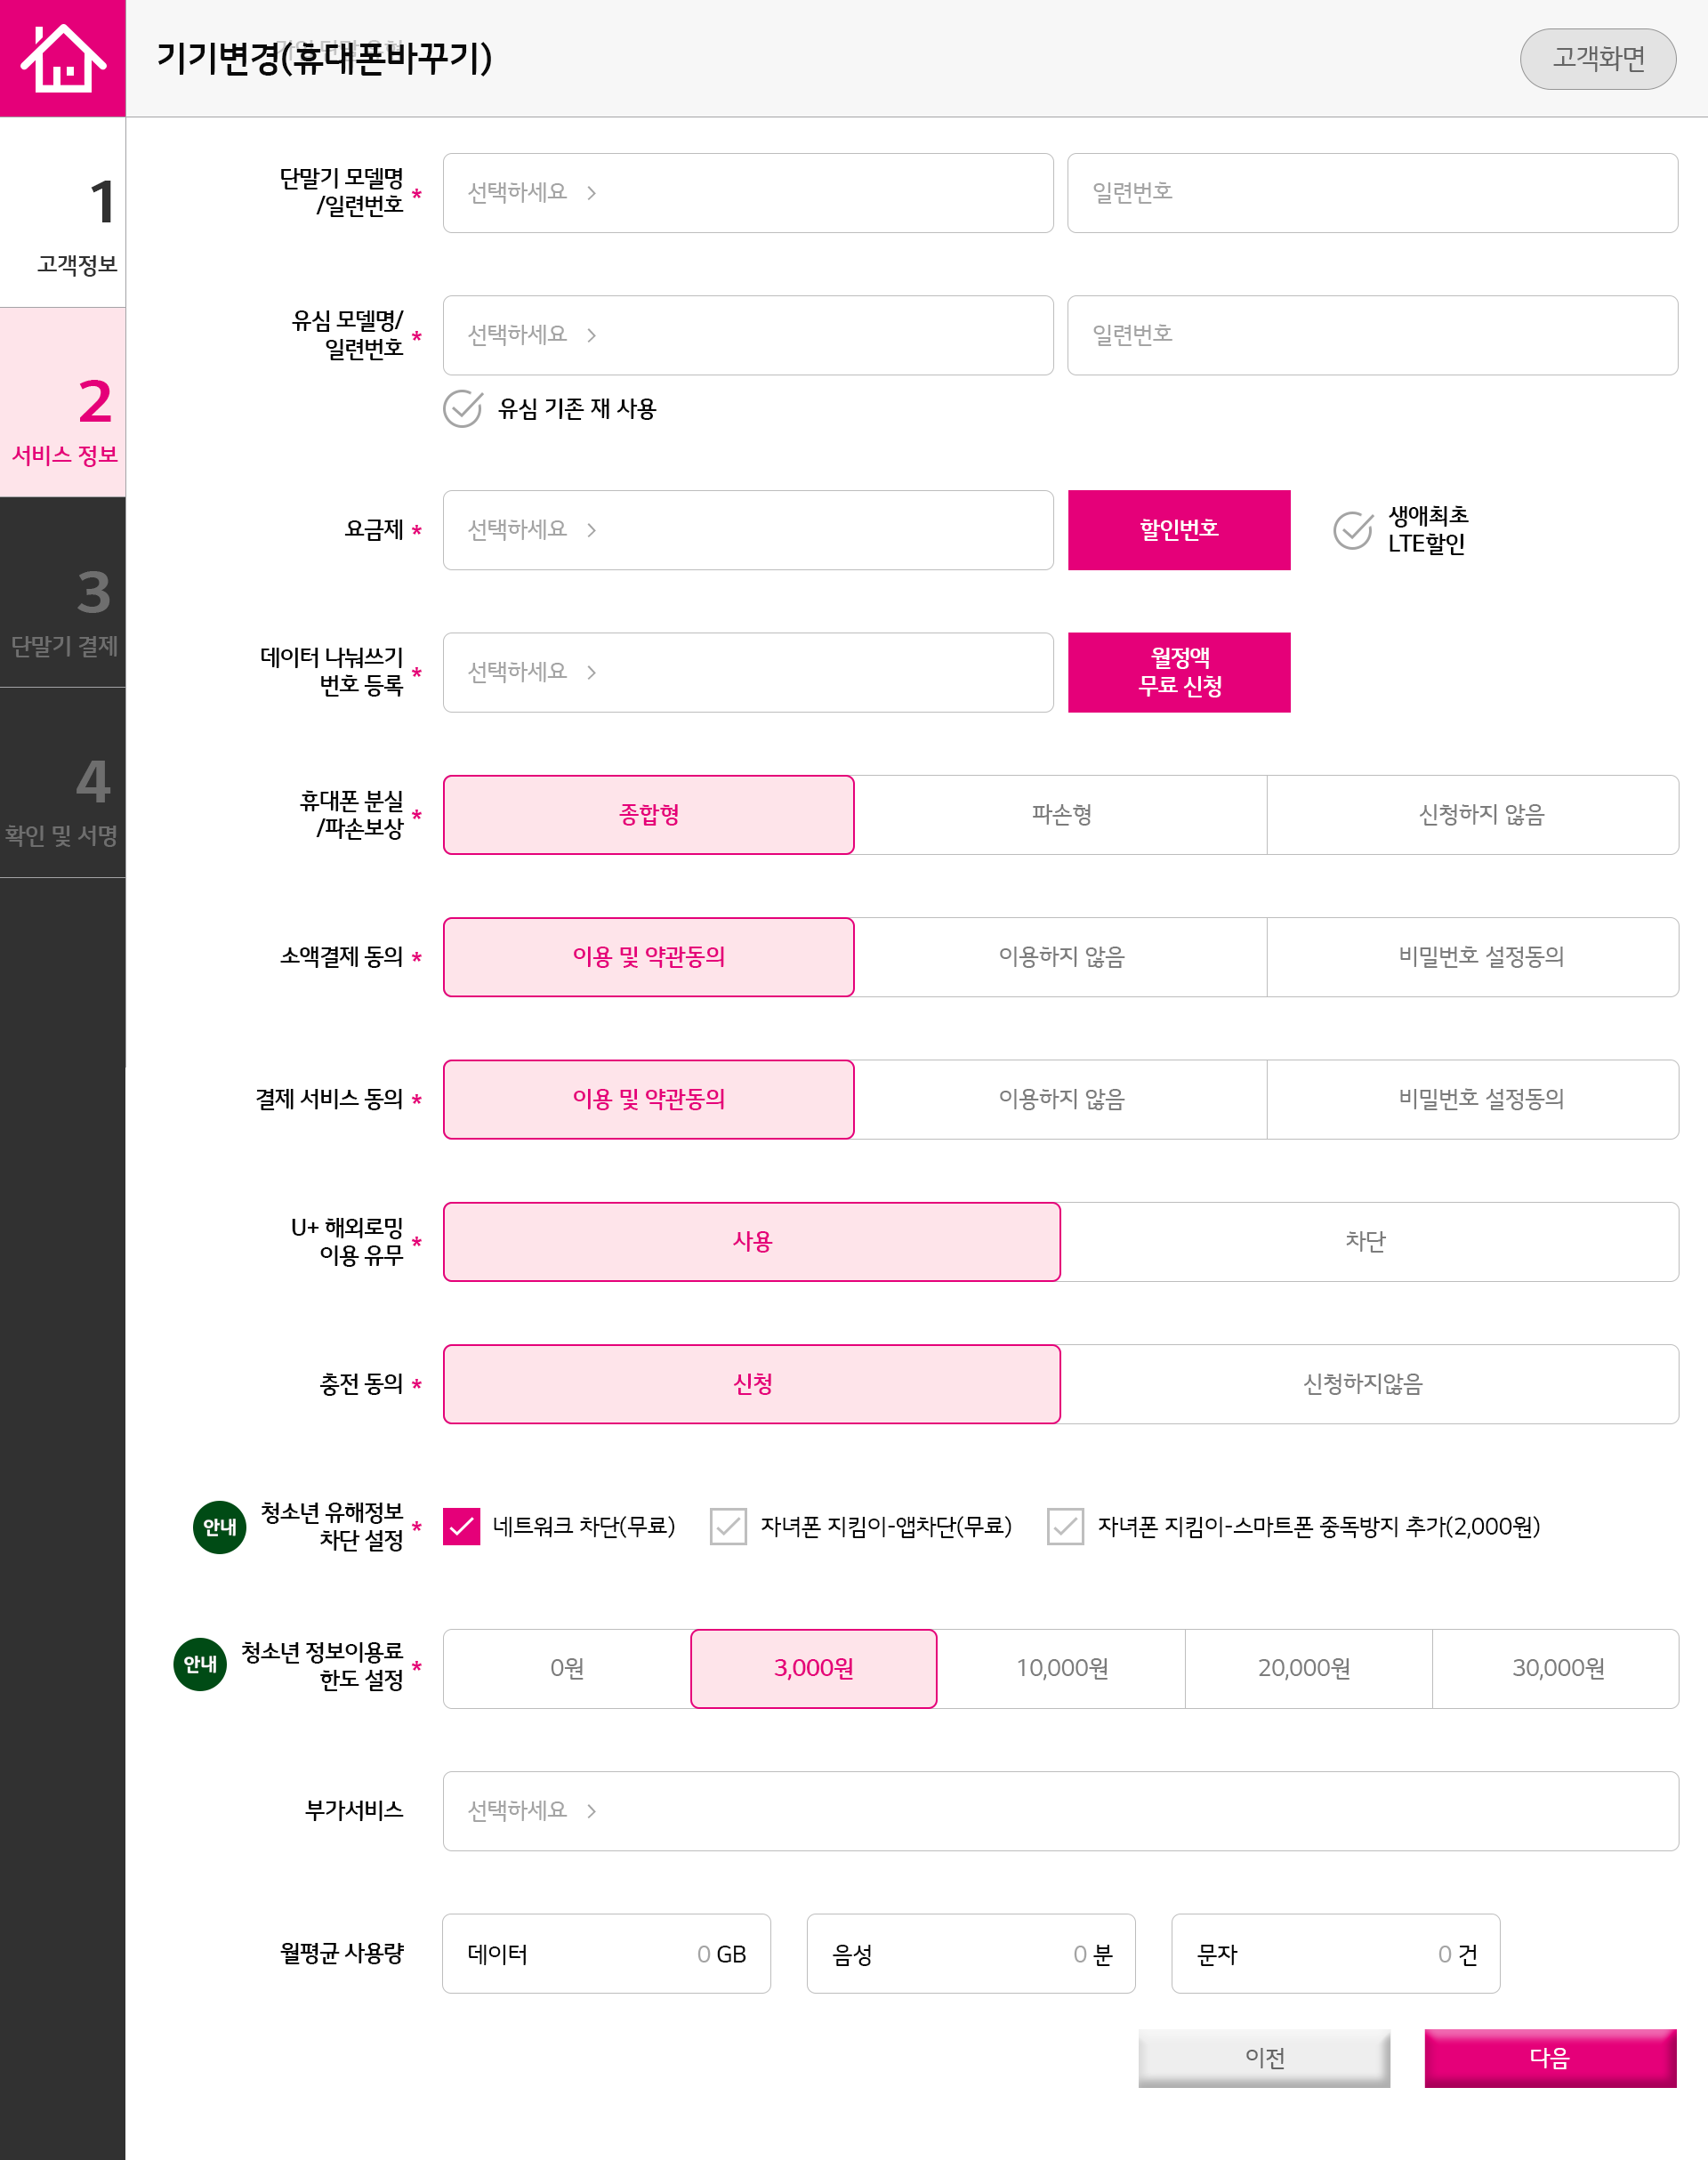 기기변경(휴대폰바꾸기)
고객화면
1
고객정보
2
서비스 정보
3
단말기 결제
4
확인 및 서명
단말기 모델명
/일련번호 *
선택하세요 >
일련번호
유심 모델명/
일련번호 *
선택하세요 >
일련번호
유심 기존 재 사용
요금제 *
선택하세요 >
할인번호
생애최초
LTE할인
데이터 나눠쓰기
번호 등록 *
선택하세요 >
월정액
무료 신청
휴대폰 분실
/파손보상 *
종합형
파손형
신청하지 않음
소액결제 동의 *
이용 및 약관동의
이용하지 않음
비밀번호 설정동의
결제 서비스 동의 *
이용 및 약관동의
이용하지 않음
비밀번호 설정동의
U+ 해외로밍
이용 유무 *
사용
차단
충전 동의 *
신청
신청하지않음
안내
청소년 유해정보
차단 설정 *
네트워크 차단(무료)
자녀폰 지킴이-앱차단(무료)
자녀폰 지킴이-스마트폰 중독방지 추가(2,000원)
안내
청소년 정보이용료
한도 설정 *
0원
3,000원
10,000원
20,000원
30,000원
부가서비스
선택하세요 >
월평균 사용량
데이터 0 GB
음성 0 분
문자 0 건
이전
다음